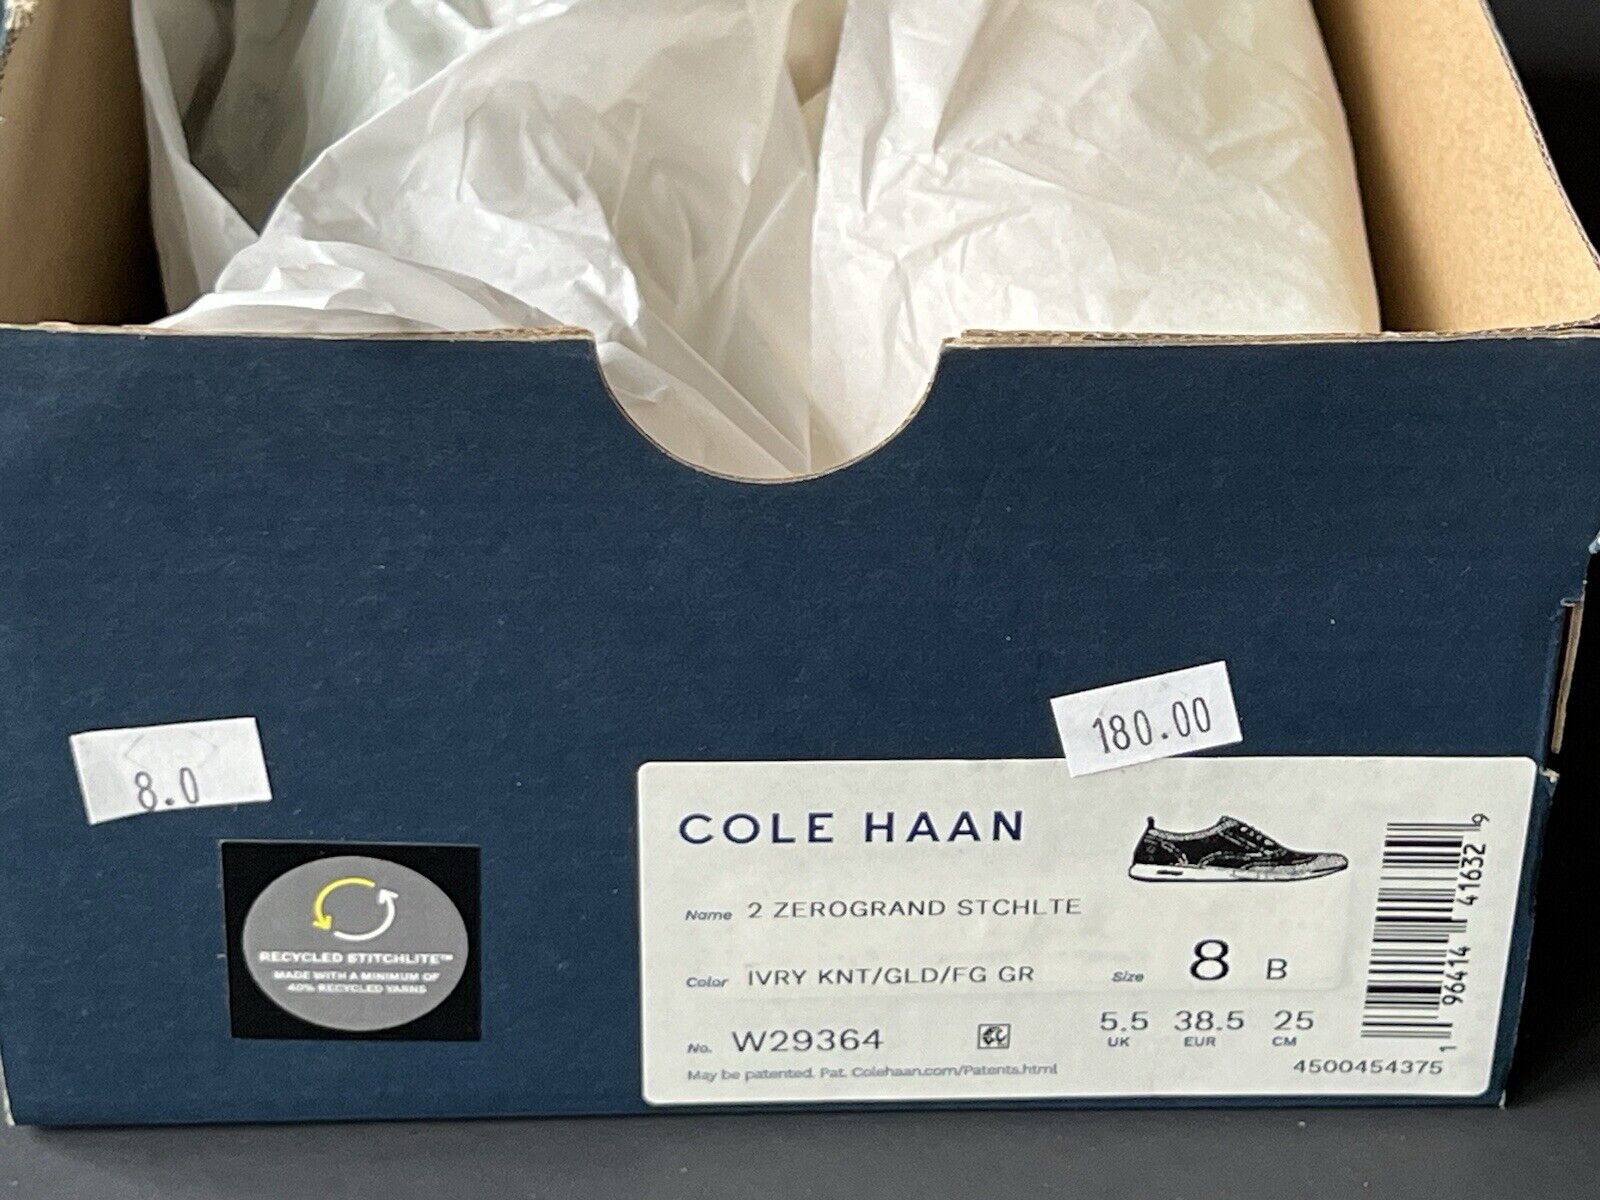 180.00
8.0
RECYCLED STITCHLITE™
MADE WITH A MINIMUM OF
40% RECYCLED YARNS
COLE HAAN
Name 2 ZEROGRAND STCHLTE
Color IVRY KNT/GLD/FG GR
Size 8 B
No. W29364
5.5 38.5 25
UK EUR CM
May be patented. Pat. Colehaan.com/Patents.html
4500454375
1 96414 41632 9